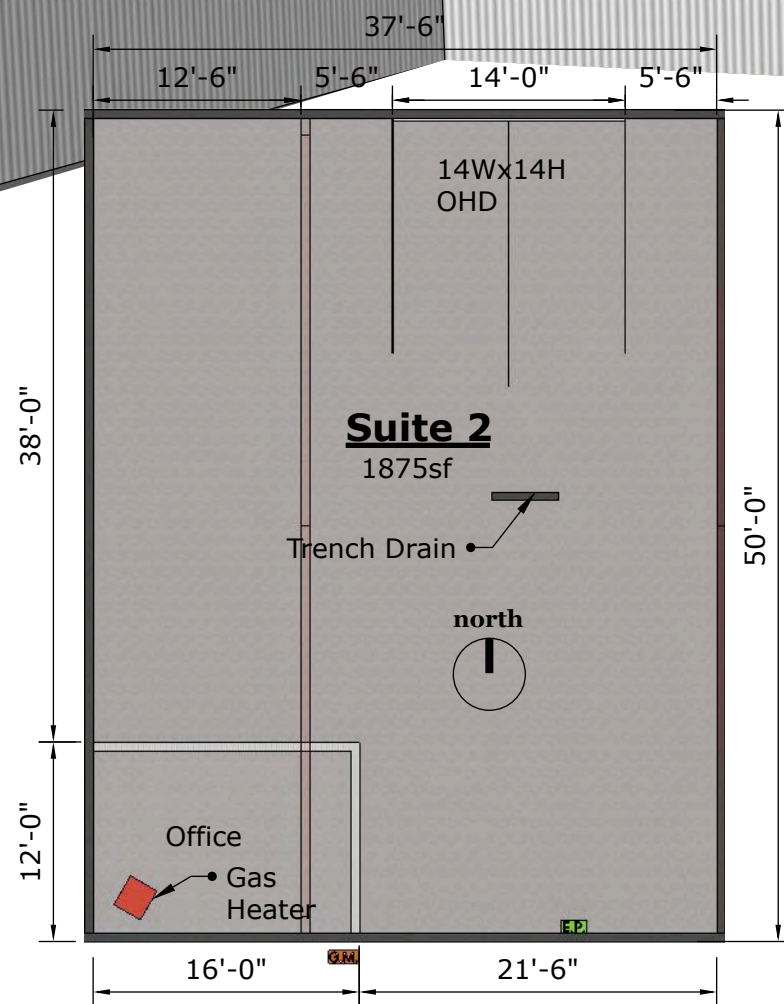 37'-6"
12'-6"
5'-6"
14'-0"
5'-6"
14Wx14H
OHD
38'-0"
Suite 2
1875sf
50'-0"
Trench Drain
north
12'-0"
Office
Gas
Heater
E.P.
G.M.
16'-0"
21'-6"